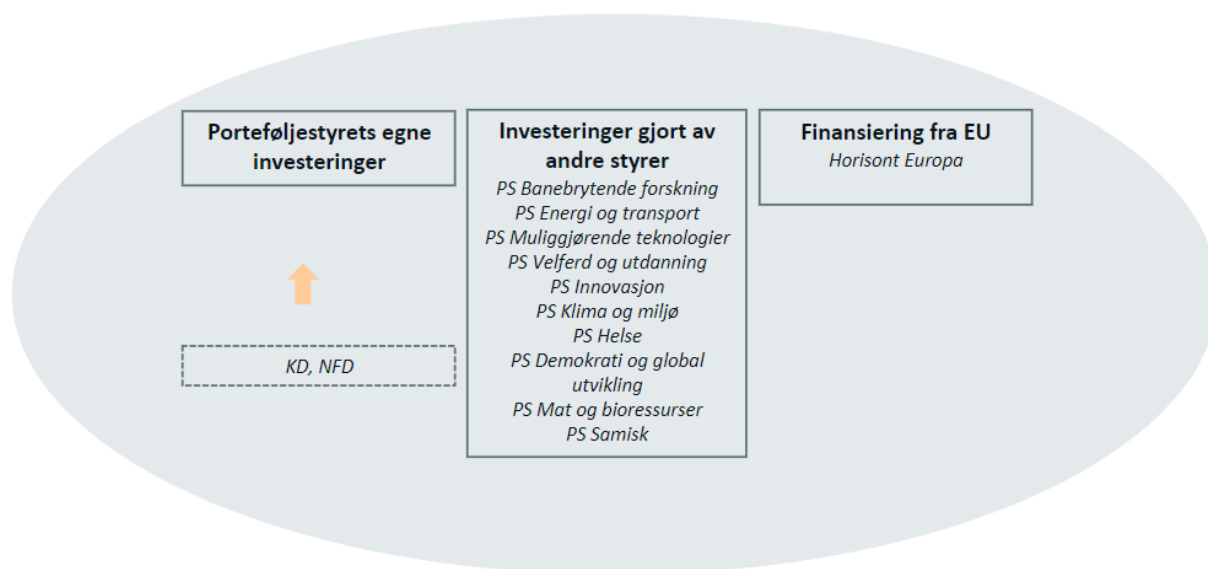 Porteføljestyrets egne
investeringer
KD, NFD
Investeringer gjort av
andre styrer
PS Banebrytende forskning
PS Energi og transport
PS Muliggjørende teknologier
PS Velferd og utdanning
PS Innovasjon
PS Klima og miljø
PS Helse
PS Demokrati og global
utvikling
PS Mat og bioressurser
PS Samisk
Finansiering fra EU
Horisont Europa